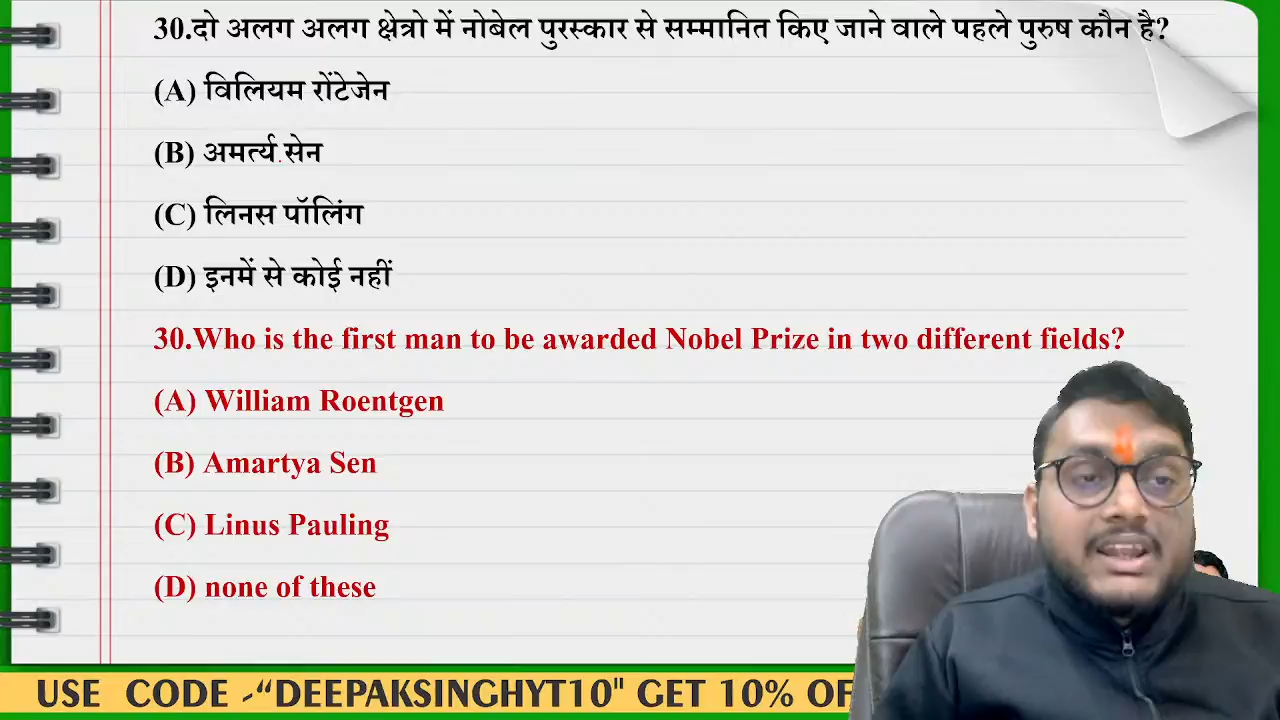 30.दो अलग अलग क्षेत्रो में नोबेल पुरस्कार से सम्मानित किए जाने वाले पहले पुरुष कौन है?
(A) विलियम रोंटेजेन
(B) अमर्त्य सेन
(C) लिनस पॉलिंग
(D) इनमें से कोई नहीं
30.Who is the first man to be awarded Nobel Prize in two different fields?
(A) William Roentgen
(B) Amartya Sen
(C) Linus Pauling
(D) none of these
USE CODE -“DEEPAKSINGHYT10" GET 10% OF